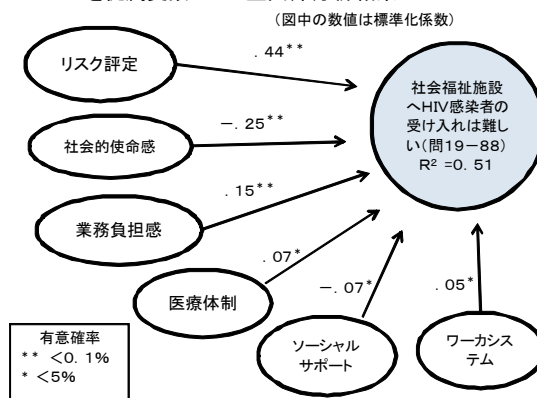 （図中の数値は標準化係数）
リスク評定
.44**
社会福祉施設
へHIV感染者の
受け入れは難し
い(問19－88)
R² =0.51
社会的使命感
－.25**
業務負担感
.15**
医療体制
.07*
ソーシャル
サポート
－.07*
ワーカシス
テム
.05*
有意確率
** <0.1%
* <5%